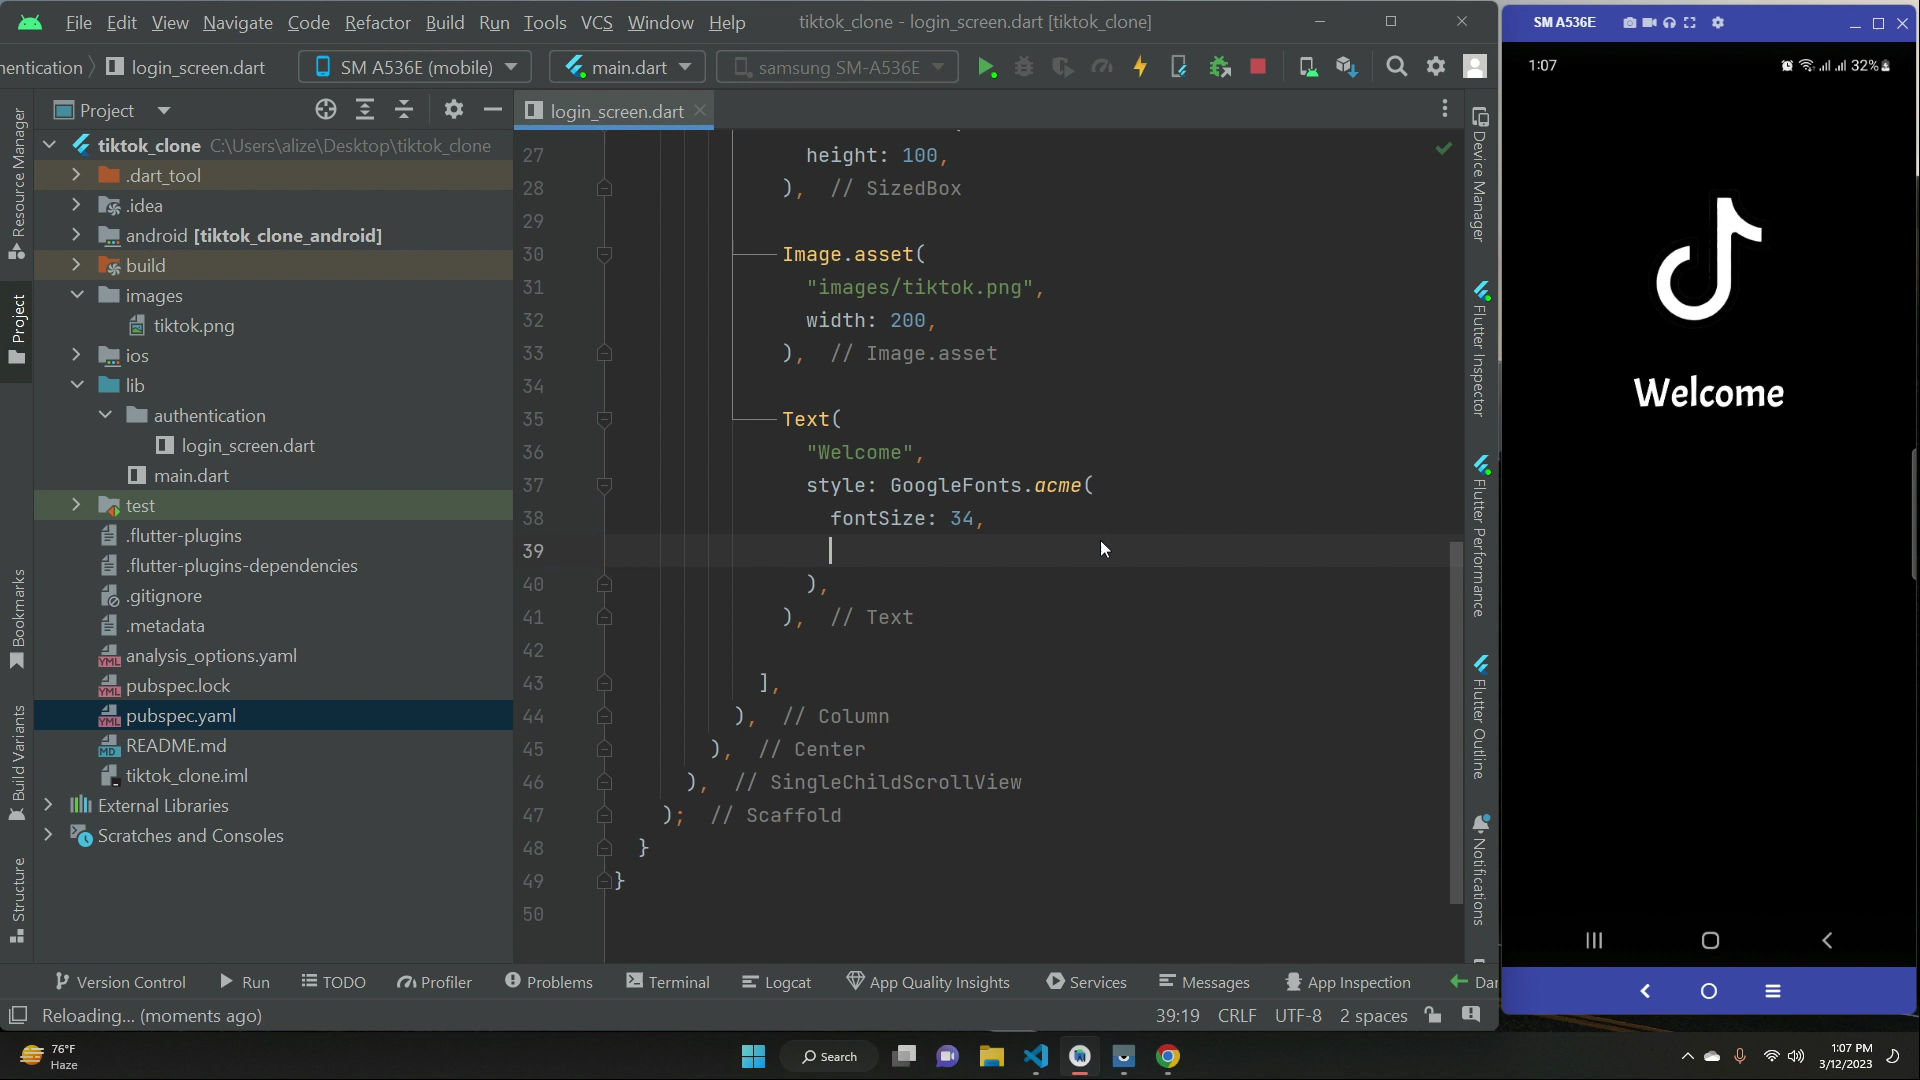 File Edit View Navigate Code Refactor Build Run Tools VCS Window Help tiktok_clone - login_screen.dart [tiktok_clone]
entication login_screen.dart SM A536E (mobile) main.dart samsung SM-A536E
Project login_screen.dart
tiktok_clone C:\Users\alize\Desktop\tiktok_clone
.dart_tool
.idea
android [tiktok_clone_android]
build
images
tiktok.png
ios
lib
authentication
login_screen.dart
main.dart
test
.flutter-plugins
.flutter-plugins-dependencies
.gitignore
.metadata
analysis_options.yaml
pubspec.lock
pubspec.yaml
README.md
tiktok_clone.iml
External Libraries
Scratches and Consoles
Resource Manager
Project
Bookmarks
Build Variants
Structure
27 height: 100,
28 ), // SizedBox
29
30 Image.asset(
31 "images/tiktok.png",
32 width: 200,
33 ), // Image.asset
34
35 Text(
36 "Welcome",
37 style: GoogleFonts.acme(
38 fontSize: 34,
39
40 ),
41 ), // Text
42
43 ],
44 ), // Column
45 ), // Center
46 ), // SingleChildScrollView
47 ); // Scaffold
48 }
49 }
50
Device Manager
Flutter Inspector
Flutter Performance
Flutter Outline
Notifications
Version Control Run TODO Profiler Problems Terminal Logcat App Quality Insights Services Messages App Inspection Dar
Reloading... (moments ago) 39:19 CRLF UTF-8 2 spaces
SM A536E
1:07 32%
Welcome
76°F
Haze
Search
1:07 PM
3/12/2023